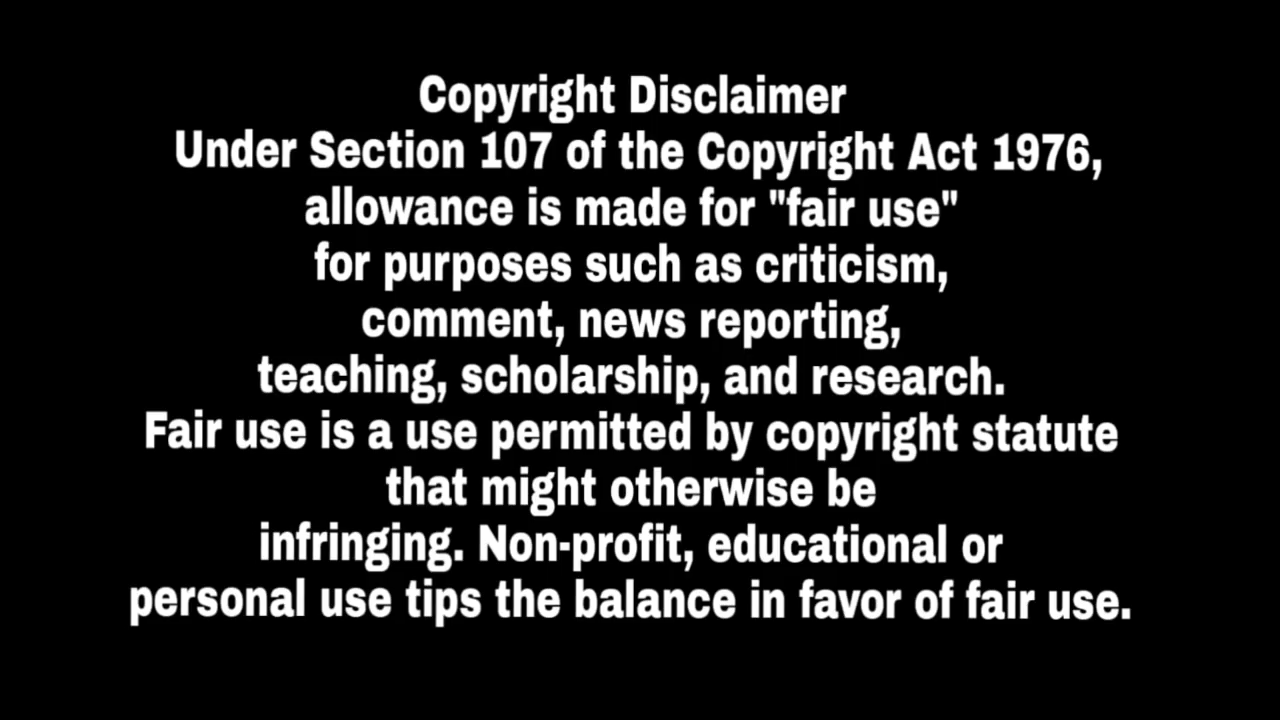 Copyright Disclaimer
Under Section 107 of the Copyright Act 1976,
allowance is made for "fair use"
for purposes such as criticism,
comment, news reporting,
teaching, scholarship, and research.
Fair use is a use permitted by copyright statute
that might otherwise be
infringing. Non-profit, educational or
personal use tips the balance in favor of fair use.